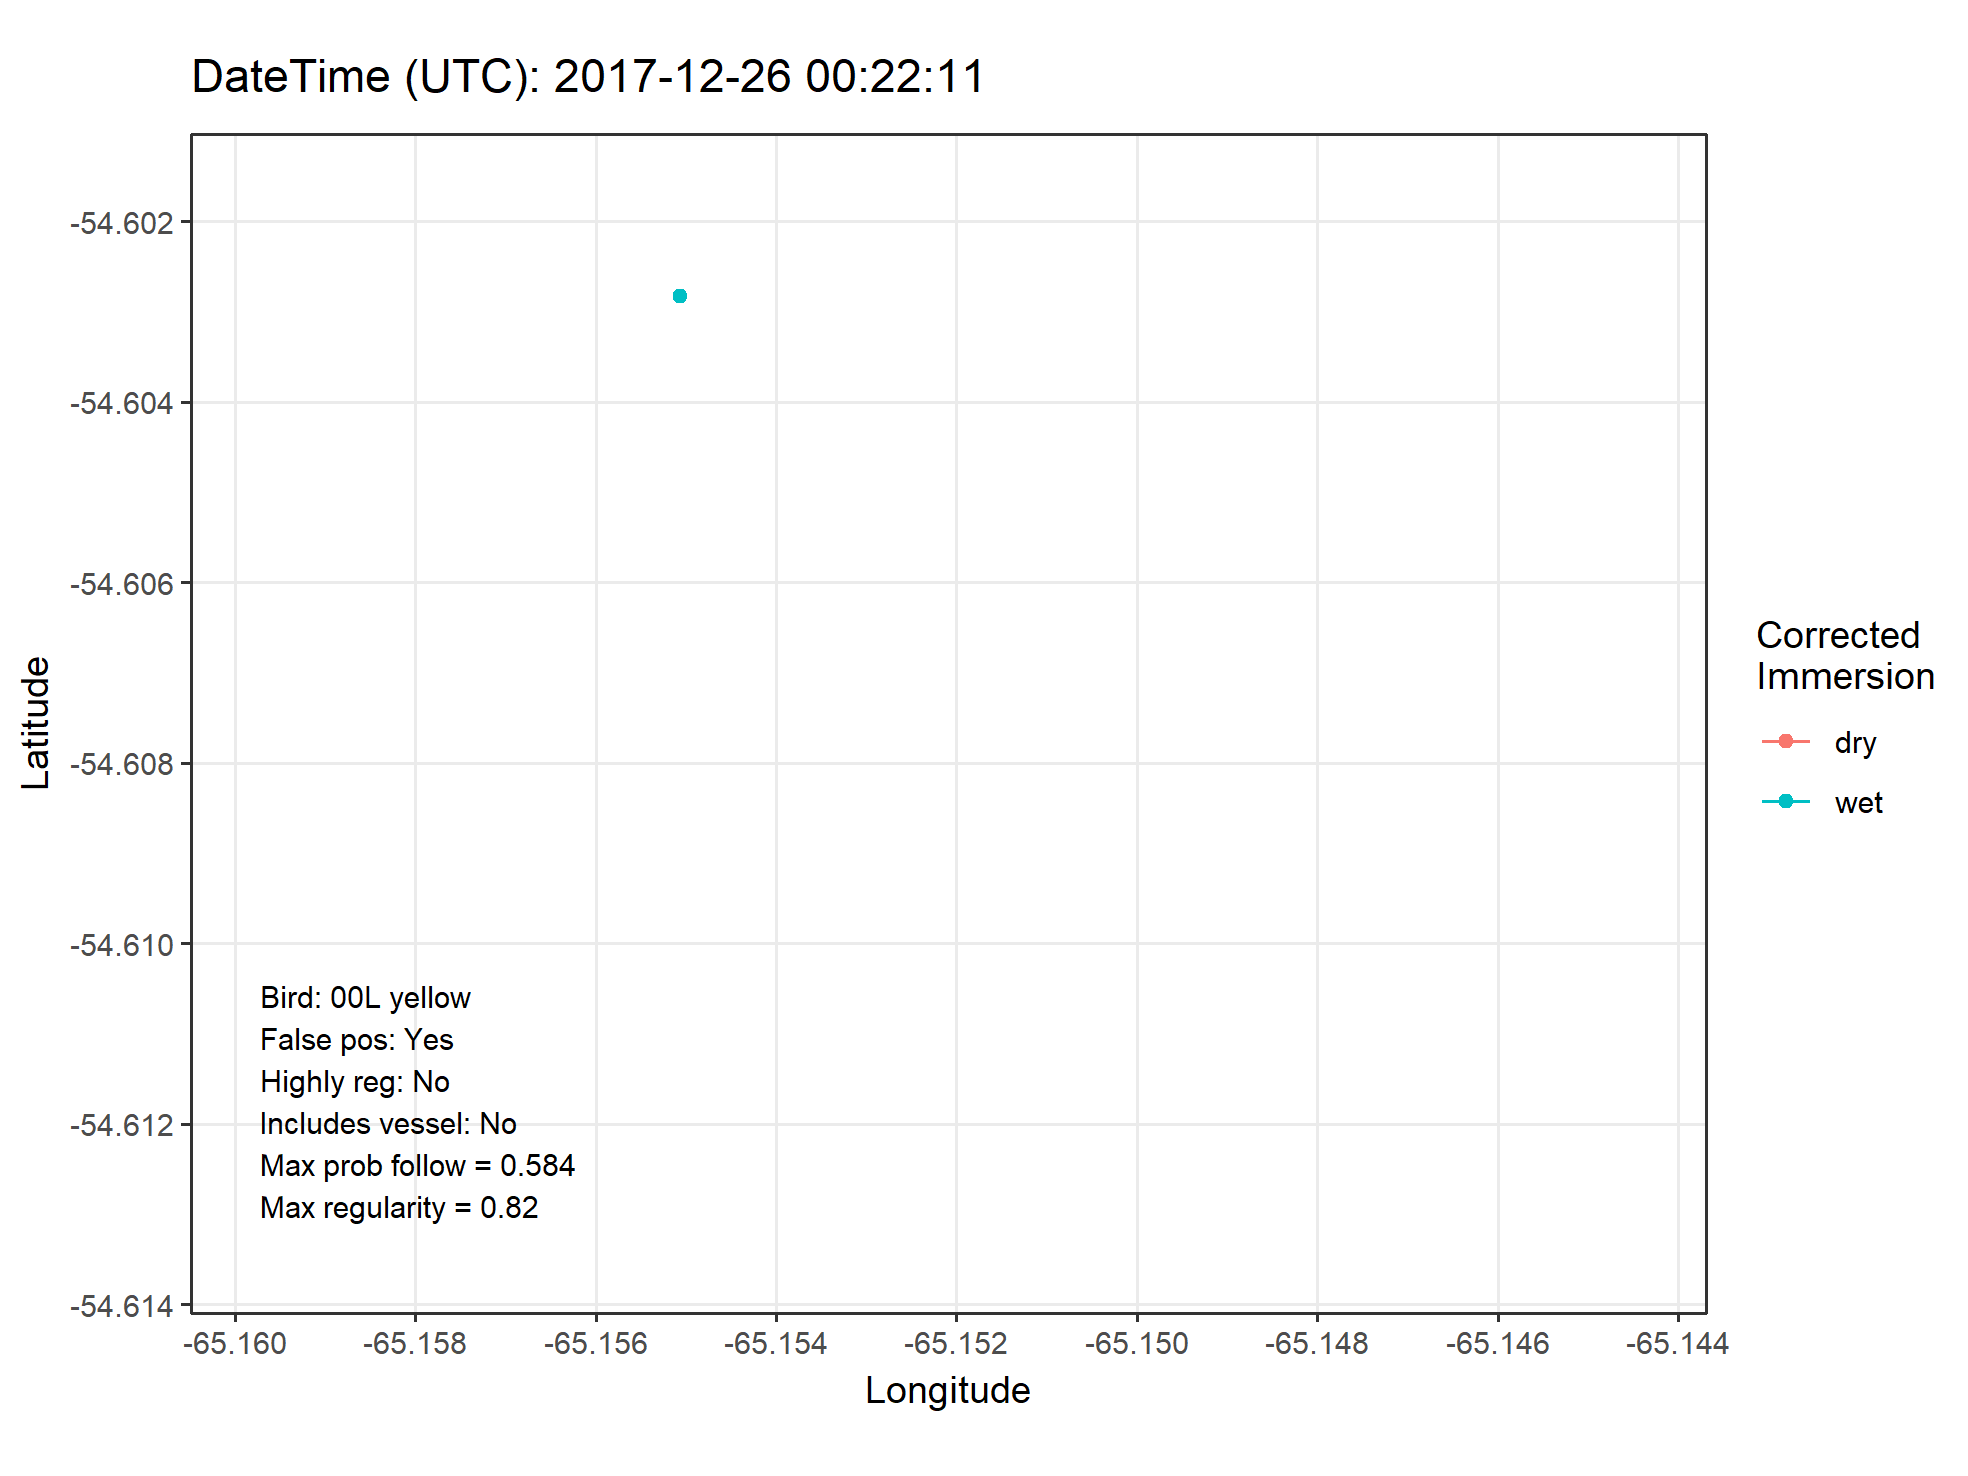 DateTime (UTC): 2017-12-26 00:22:11
-54.602
-54.604
-54.606
-54.608
-54.610
-54.612
-54.614
Latitude
Bird: 00L yellow
False pos: Yes
Highly reg: No
Includes vessel: No
Max prob follow = 0.584
Max regularity = 0.82
-65.160 -65.158 -65.156 -65.154 -65.152 -65.150 -65.148 -65.146 -65.144
Longitude
Corrected
Immersion
dry
wet